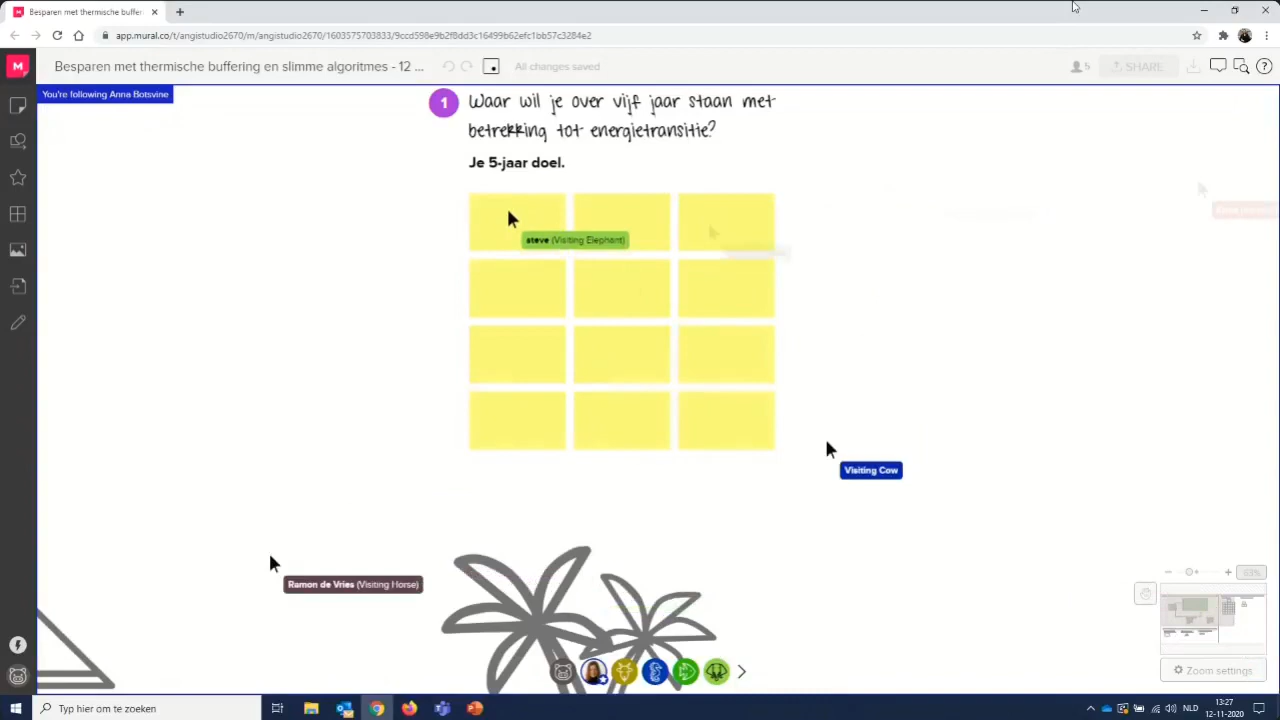 Besparen met thermische buffer
app.mural.co/t/angistudio2670/m/angistudio2670/1603575703833/9ccd598e9b2f8dd3c16499b62efc1bb57c3284e2
Besparen met thermische buffering en slimme algoritmes - 12 ...
All changes saved
5
SHARE
You're following Anna Botsvine
1
Waar wil je over vijf jaar staan met
betrekking tot energietransitie?
Je 5-jaar doel.
steve (Visiting Elephant)
Visiting Cow
Ramon de Vries (Visiting Horse)
Zoom settings
Typ hier om te zoeken
NLD
13:27
12-11-2020